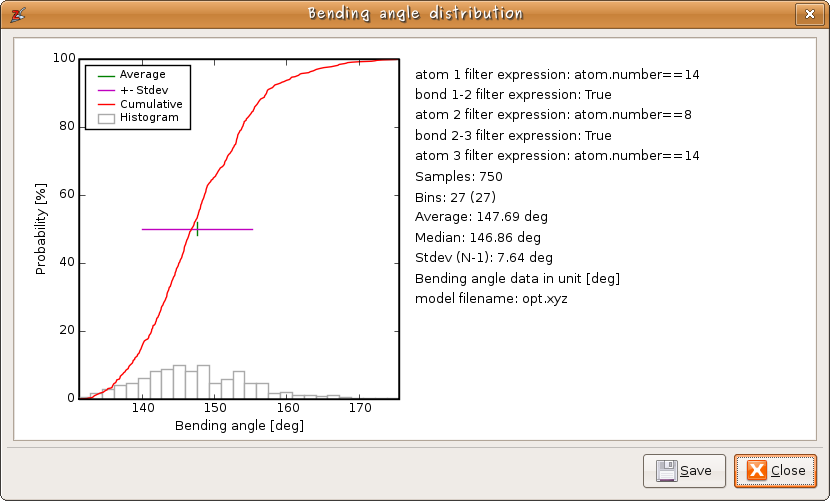 Bending angle distribution
100
80
60
40
20
0
Probability [%]
Average
+- Stdev
Cumulative
Histogram
140 150 160 170
Bending angle [deg]
atom 1 filter expression: atom.number==14
bond 1-2 filter expression: True
atom 2 filter expression: atom.number==8
bond 2-3 filter expression: True
atom 3 filter expression: atom.number==14
Samples: 750
Bins: 27 (27)
Average: 147.69 deg
Median: 146.86 deg
Stdev (N-1): 7.64 deg
Bending angle data in unit [deg]
model filename: opt.xyz
Save
Close